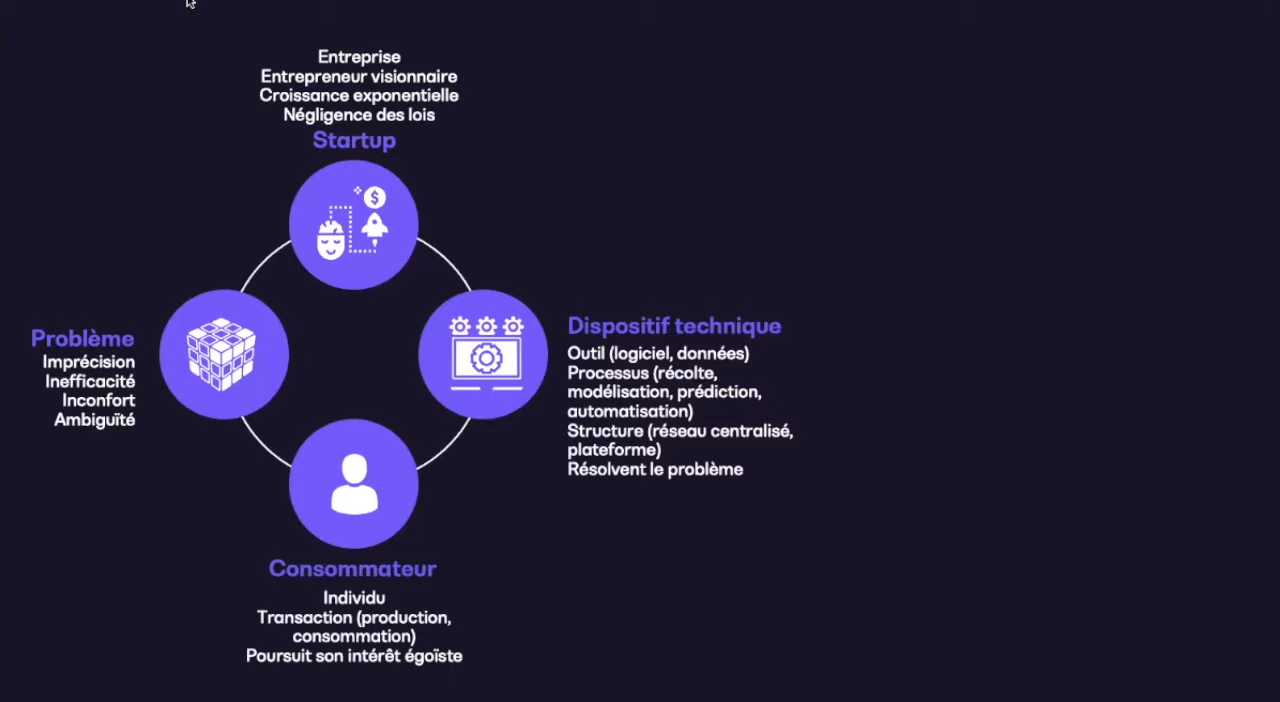 Entreprise
Entrepreneur visionnaire
Croissance exponentielle
Négligence des lois
Startup
$
Problème
Imprécision
Inefficacité
Inconfort
Ambiguïté
Dispositif technique
Outil (logiciel, données)
Processus (récolte,
modélisation, prédiction,
automatisation)
Structure (réseau centralisé,
plateforme)
Résolvent le problème
Consommateur
Individu
Transaction (production,
consommation)
Poursuit son intérêt égoïste